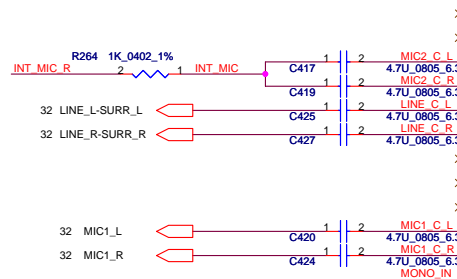 R264 1K_0402_1%
INT_MIC_R 2 1 INT_MIC
1 2 MIC2_C_L
C417 4.7U_0805_6.3
1 2 MIC2_C_R
C419 4.7U_0805_6.3
32 LINE_L-SURR_L 1 2 LINE_C_L
C425 4.7U_0805_6.3
32 LINE_R-SURR_R 1 2 LINE_C_R
C427 4.7U_0805_6.3
32 MIC1_L 1 2 MIC1_C_L
C420 4.7U_0805_6.3
32 MIC1_R 1 2 MIC1_C_R
C424 4.7U_0805_6.3
MONO_IN